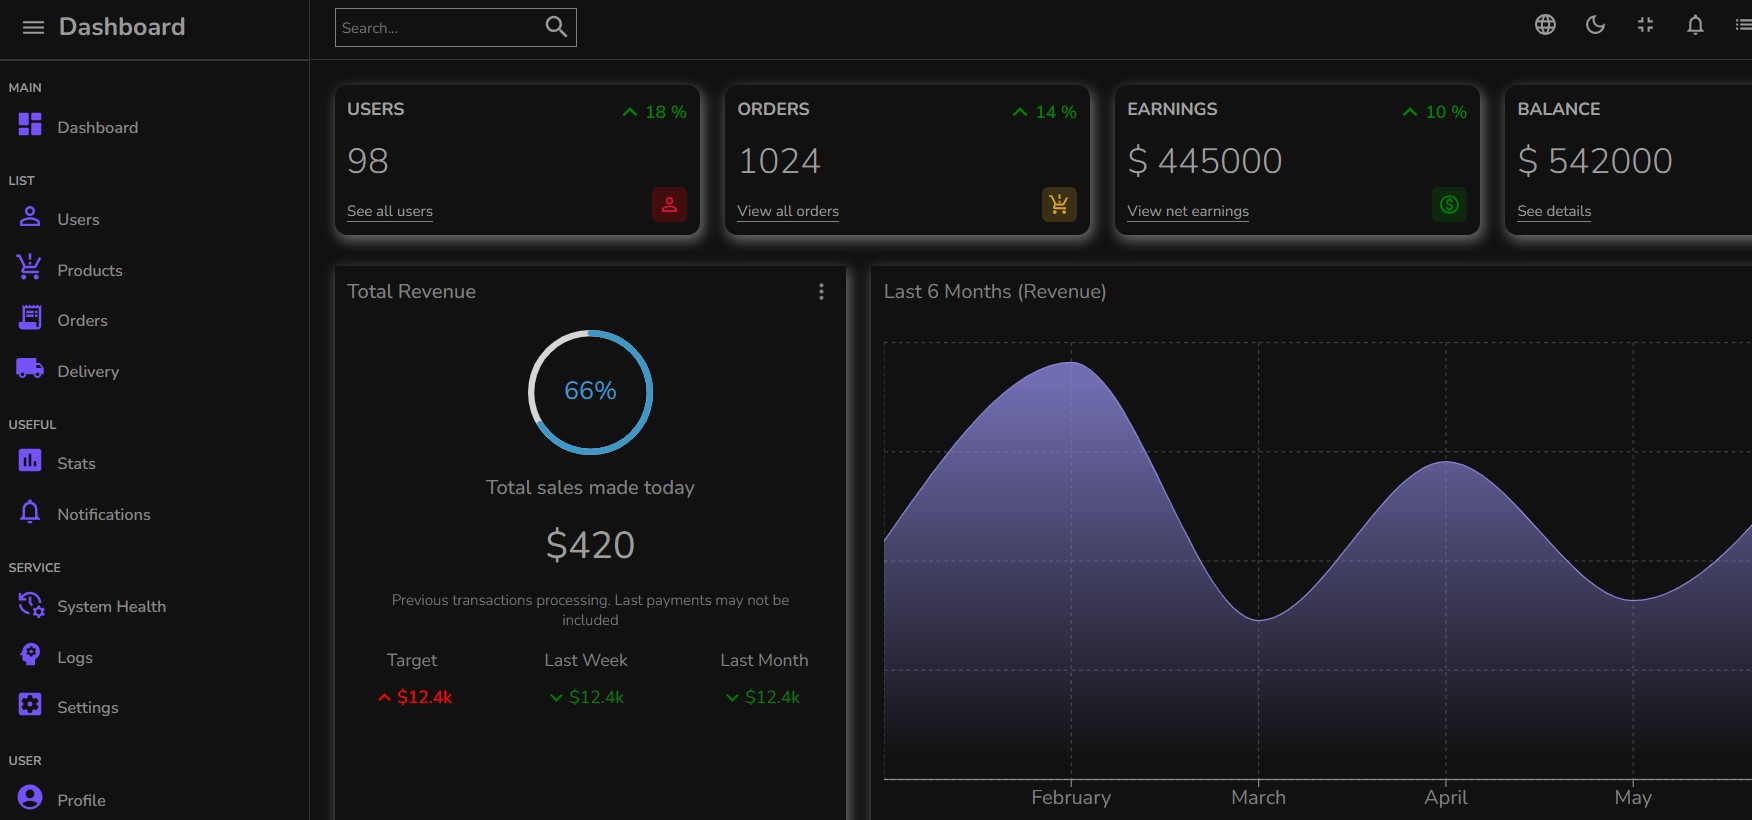 Dashboard
Search...
MAIN
Dashboard
LIST
Users
Products
Orders
Delivery
USEFUL
Stats
Notifications
SERVICE
System Health
Logs
Settings
USER
Profile
USERS
18 %
98
See all users
ORDERS
14 %
1024
View all orders
EARNINGS
10 %
$ 445000
View net earnings
BALANCE
$ 542000
See details
Total Revenue
66%
Total sales made today
$420
Previous transactions processing. Last payments may not be
included
Target
$12.4k
Last Week
$12.4k
Last Month
$12.4k
Last 6 Months (Revenue)
February
March
April
May